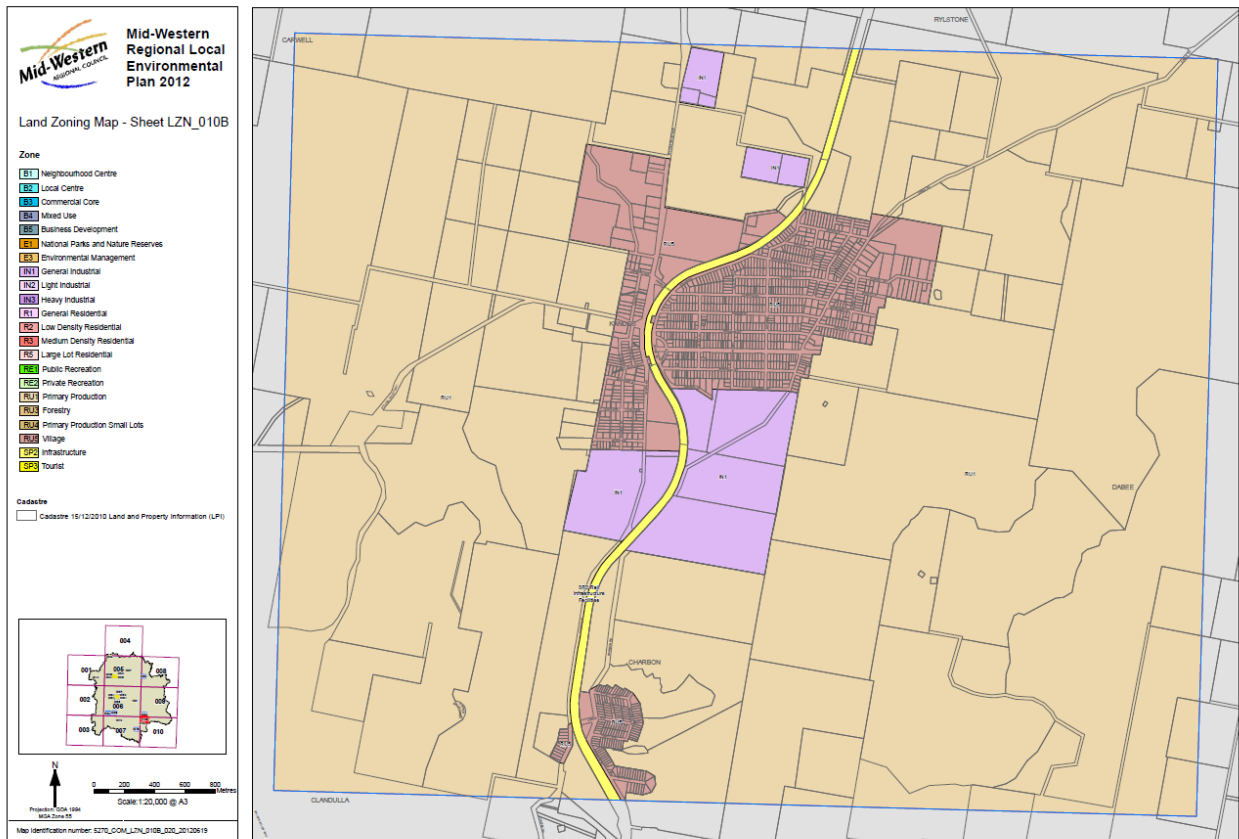 Mid-Western
REGIONAL COUNCIL
Mid-Western
Regional Local
Environmental
Plan 2012
Land Zoning Map - Sheet LZN_010B
Zone
B1 Neighbourhood Centre
B2 Local Centre
B3 Commercial Core
B4 Mixed Use
B5 Business Development
E1 National Parks and Nature Reserves
E3 Environmental Management
IN1 General Industrial
IN2 Light Industrial
IN3 Heavy Industrial
R1 General Residential
R2 Low Density Residential
R3 Medium Density Residential
R5 Large Lot Residential
RE1 Public Recreation
RE2 Private Recreation
RU1 Primary Production
RU3 Forestry
RU4 Primary Production Small Lots
RU5 Village
SP2 Infrastructure
SP3 Tourist
Cadastre
Cadastre 15/12/2010 Land and Property Information (LPI)
004
001
005
008
002
006
009
003
007
010
N
0 200 400 600 800
Metres
Scale:1:20,000 @ A3
Projection: GDA 1994
MGA Zone 55
Map identification number: 5270_COM_LZN_010B_020_20120619
CARWELL
RYLSTONE
IN1
IN1
RU5
RU5
RU1
RU1
DABEE
IN1
IN1
SP2 Rail
Infrastructure
Facilities
CHARBON
RU5
RU5
CLANDULLA